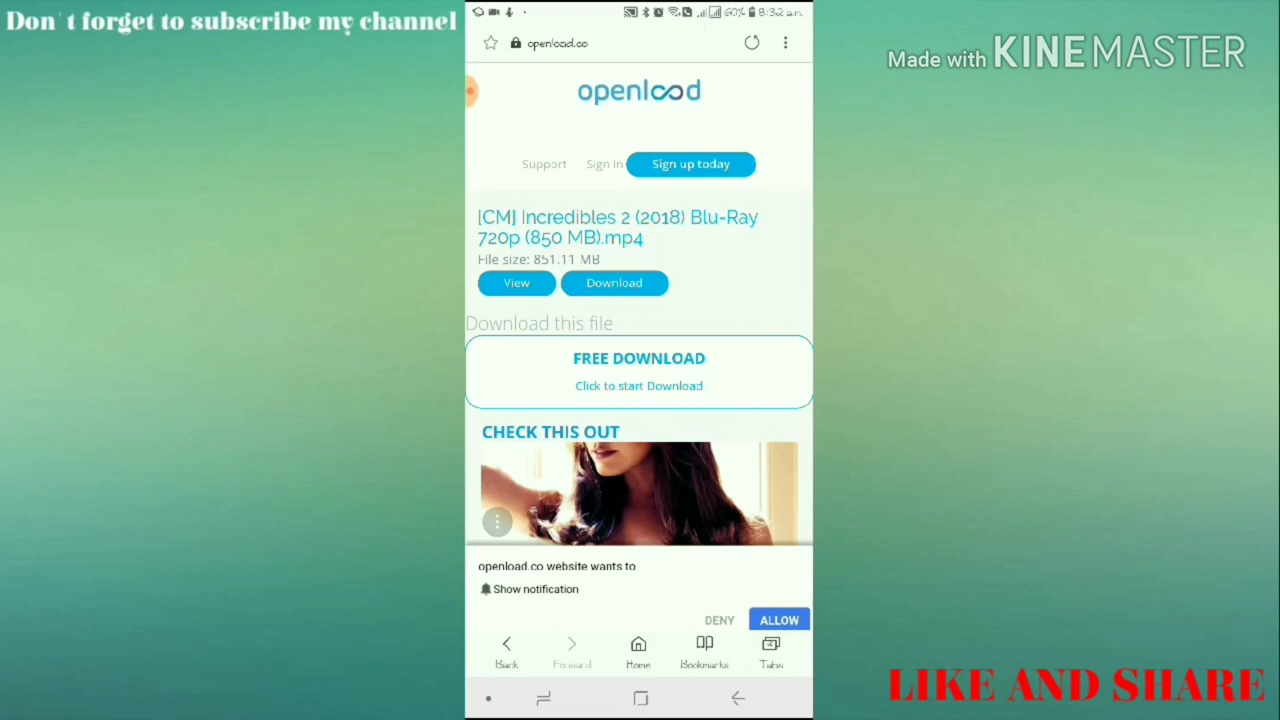 Don't forget to subscribe my channel
Made with KINEMASTER
60% 8:32 a.m.
openload.co
openload
Support Sign In Sign up today
[CM] Incredibles 2 (2018) Blu-Ray
720p (850 MB).mp4
File size: 851.11 MB
View Download
Download this file
FREE DOWNLOAD
Click to start Download
CHECK THIS OUT
openload.co website wants to
Show notification
DENY ALLOW
Back Forward Home Bookmarks Tabs
LIKE AND SHARE